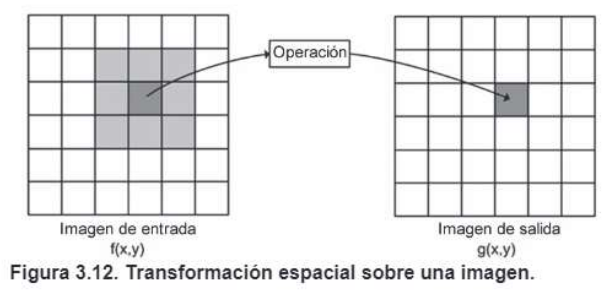 Operación
Imagen de entrada
f(x,y)
Imagen de salida
g(x,y)
Figura 3.12. Transformación espacial sobre una imagen.